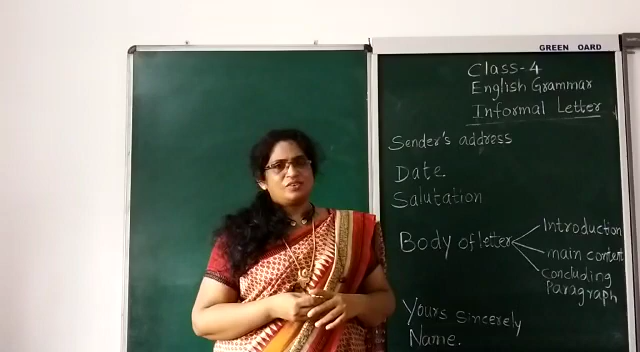 GREEN OARD
Class-4
English Grammar
Informal Letter
Sender's address
Date
Salutation
Body of letter
Introduction
main content
concluding
Paragraph
Yours Sincerely
Name.